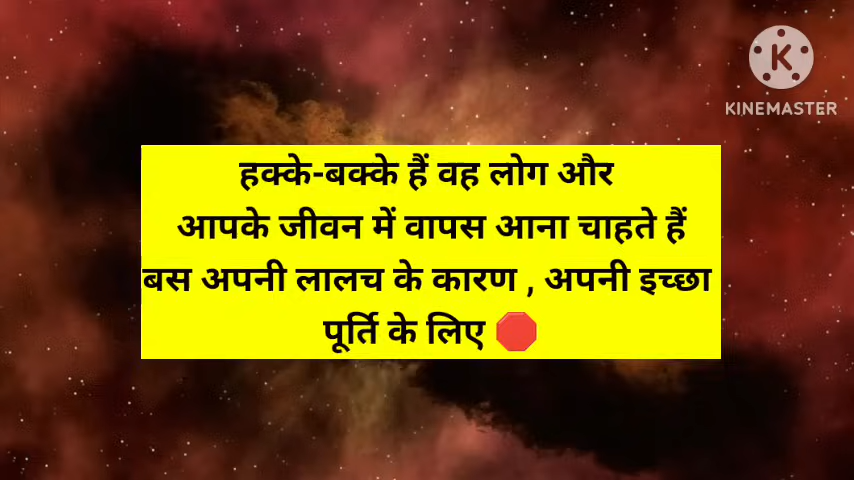 KINEMASTER
हक्के-बक्के हैं वह लोग और
आपके जीवन में वापस आना चाहते हैं
बस अपनी लालच के कारण , अपनी इच्छा
पूर्ति के लिए 🛑